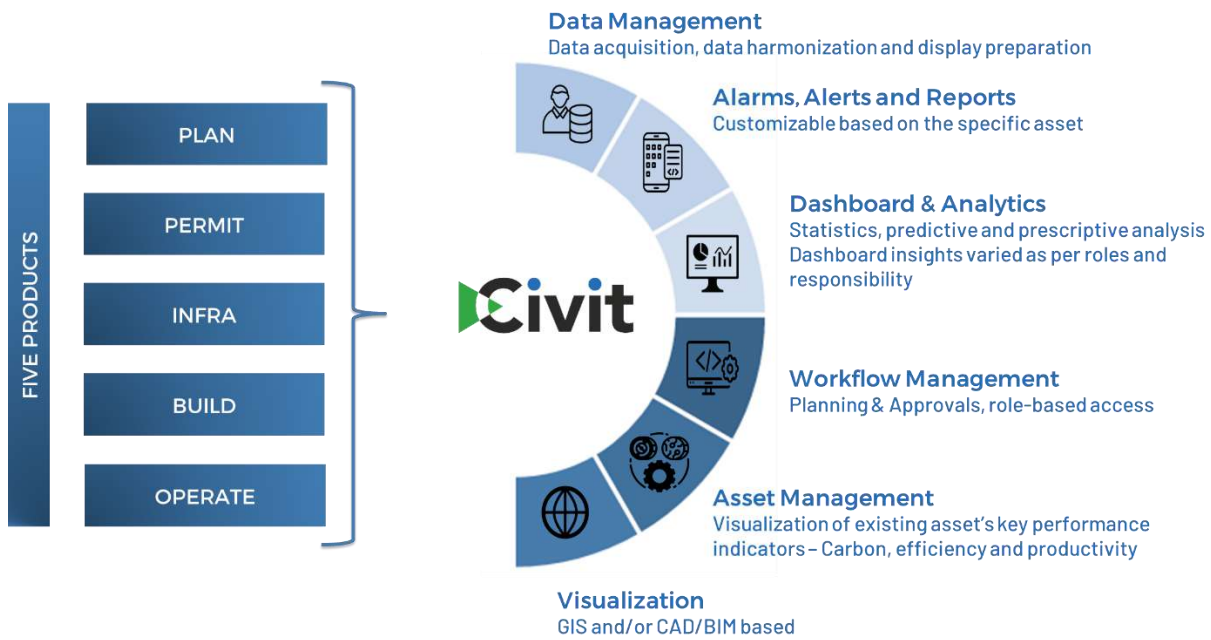 FIVE PRODUCTS
PLAN
PERMIT
INFRA
BUILD
OPERATE
Civit
Data Management
Data acquisition, data harmonization and display preparation
Alarms, Alerts and Reports
Customizable based on the specific asset
Dashboard & Analytics
Statistics, predictive and prescriptive analysis
Dashboard insights varied as per roles and
responsibility
Workflow Management
Planning & Approvals, role-based access
Asset Management
Visualization of existing asset's key performance
indicators – Carbon, efficiency and productivity
Visualization
GIS and/or CAD/BIM based